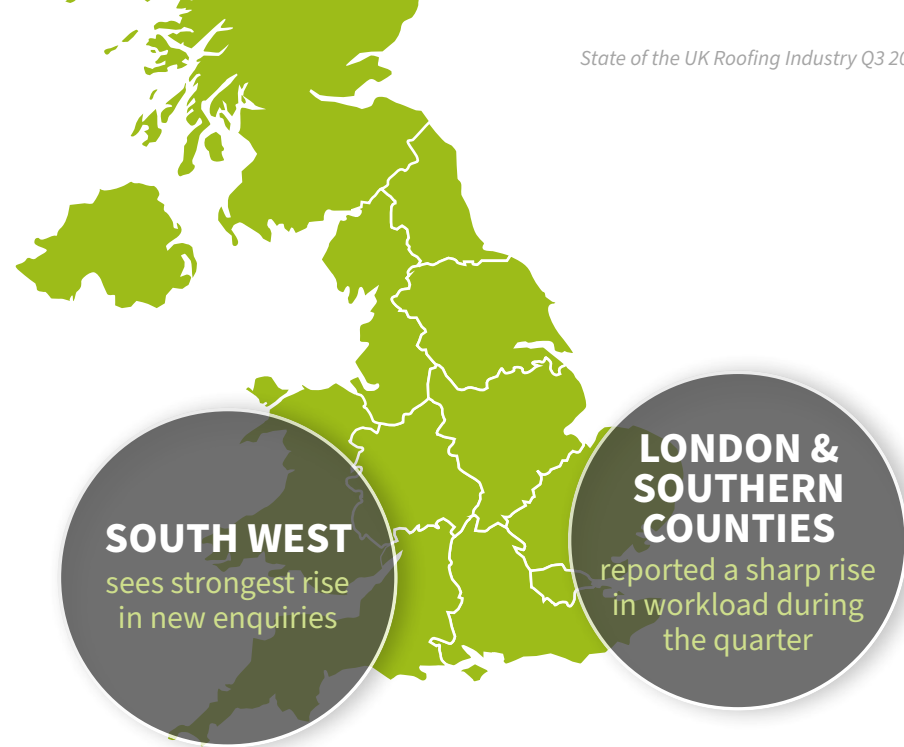 State of the UK Roofing Industry Q3 20
SOUTH WEST
sees strongest rise
in new enquiries
LONDON &
SOUTHERN
COUNTIES
reported a sharp rise
in workload during
the quarter